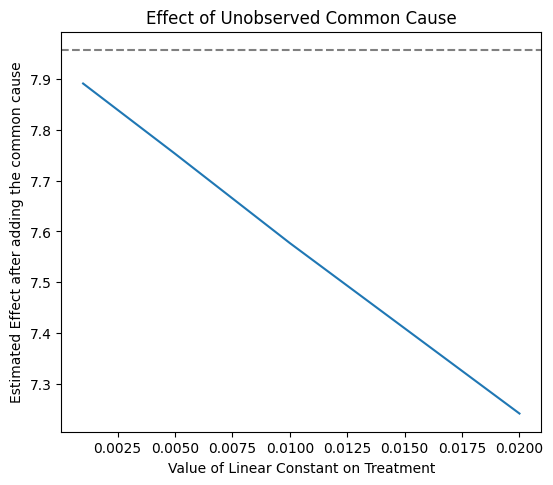 Effect of Unobserved Common Cause
Estimated Effect after adding the common cause
7.9
7.8
7.7
7.6
7.5
7.4
7.3
0.0025 0.0050 0.0075 0.0100 0.0125 0.0150 0.0175 0.0200
Value of Linear Constant on Treatment